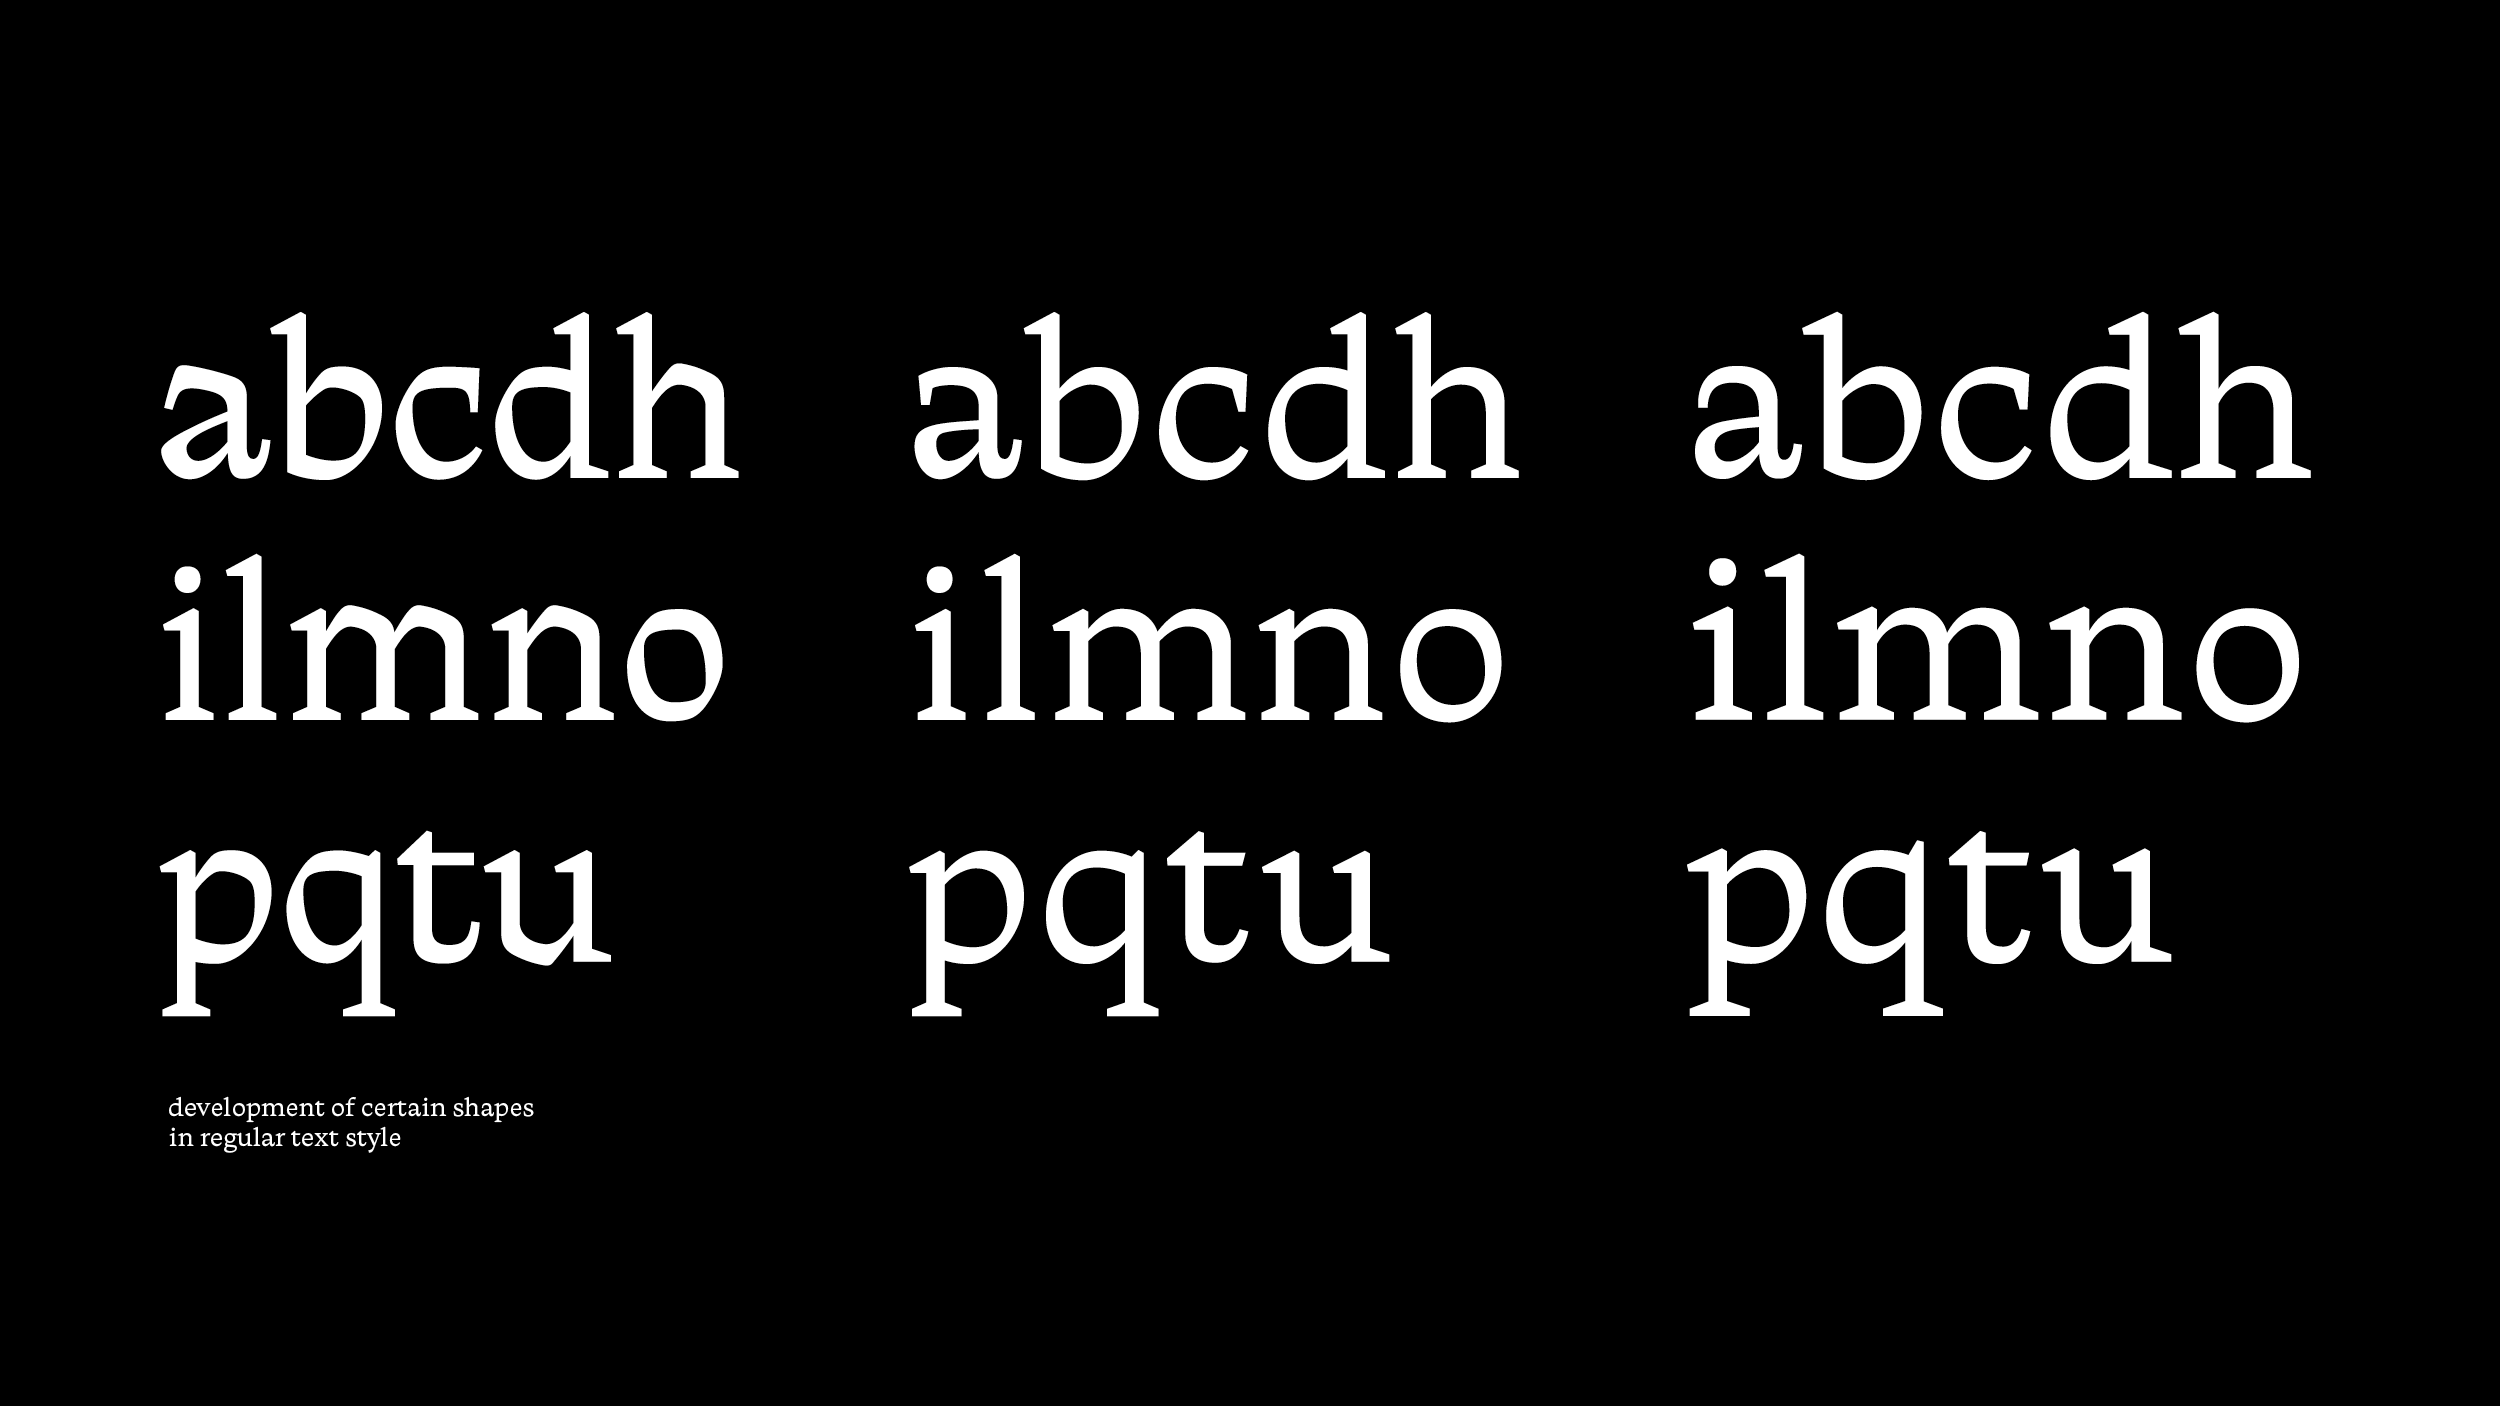 abcdh abcdh abcdh
ilmno ilmno ilmno
pqtu pqtu pqtu
development of certain shapes
in regular text style